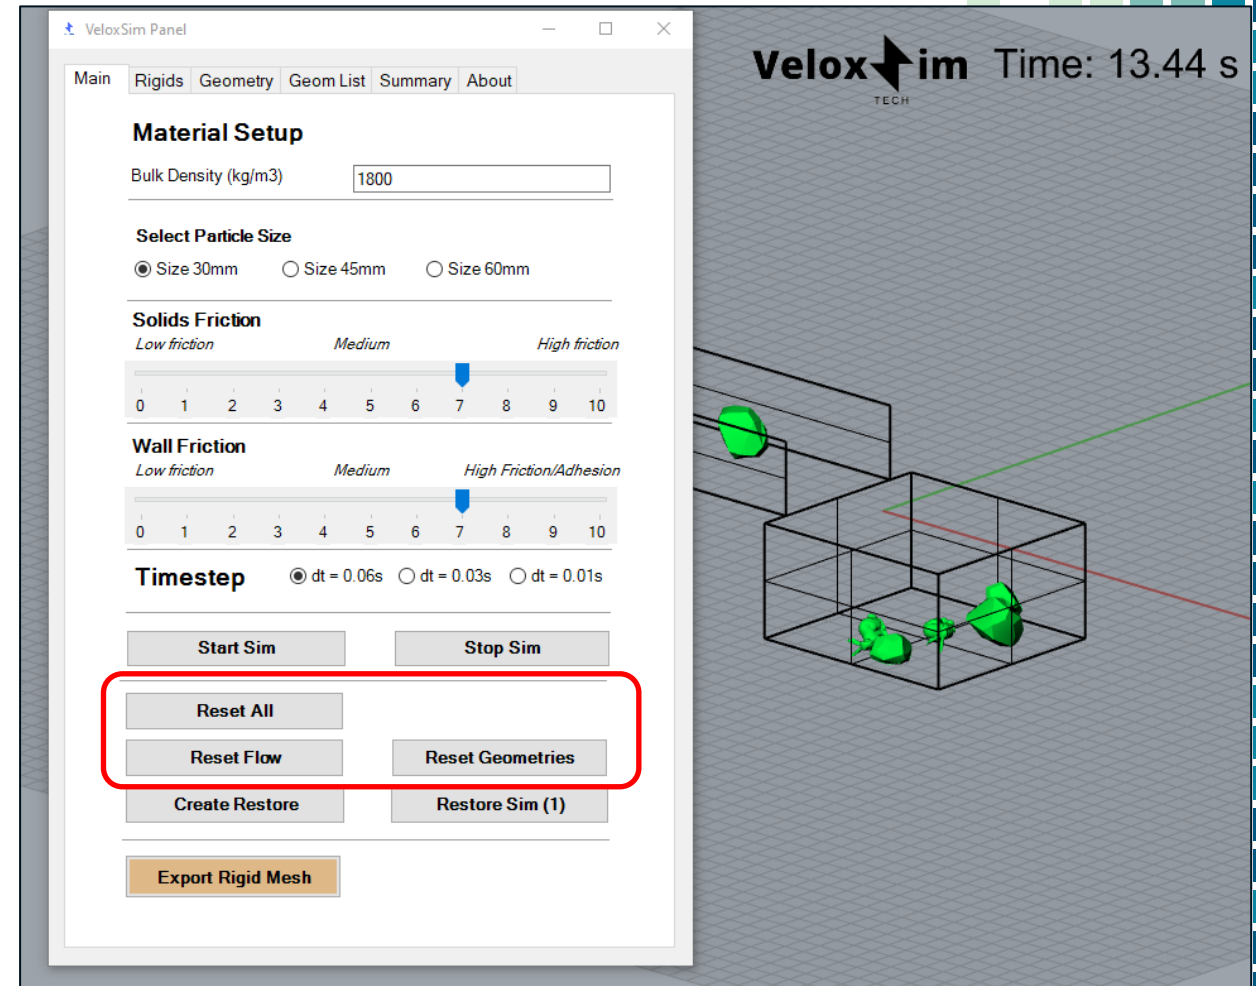 VeloxSim Panel
Main Rigids Geometry Geom List Summary About
Material Setup
Bulk Density (kg/m3) 1800
Select Particle Size
Size 30mm Size 45mm Size 60mm
Solids Friction
Low friction Medium High friction
0 1 2 3 4 5 6 7 8 9 10
Wall Friction
Low friction Medium High Friction/Adhesion
0 1 2 3 4 5 6 7 8 9 10
Timestep dt = 0.06s dt = 0.03s dt = 0.01s
Start Sim Stop Sim
Reset All
Reset Flow Reset Geometries
Create Restore Restore Sim (1)
Export Rigid Mesh
Velox im Time: 13.44 s
TECH